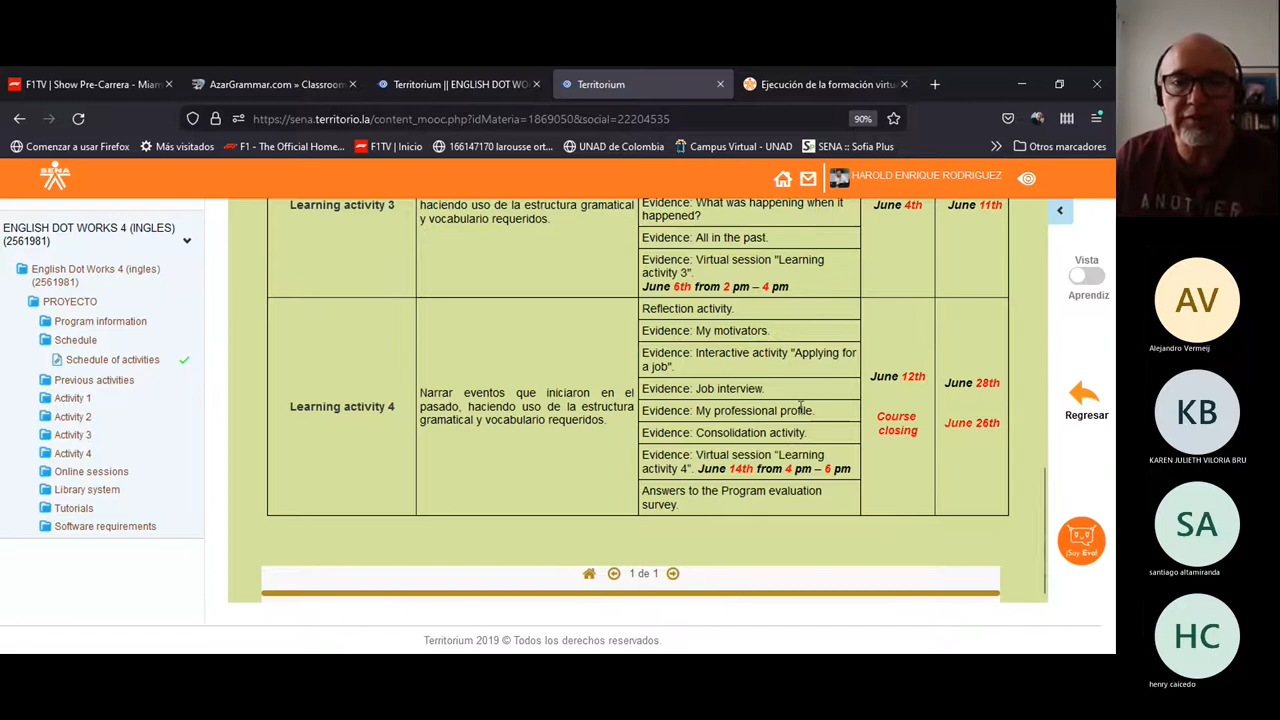 F1TV | Show Pre-Carrera - Miam
AzarGrammar.com » Classroom
Territorium || ENGLISH DOT WO
Territorium
Ejecución de la formación virtu
https://sena.territorio.la/content_mooc.php?idMateria=1869050&social=22204535
90%
Comenzar a usar Firefox
Más visitados
F1 - The Official Home...
F1TV | Inicio
166147170 larousse ort...
UNAD de Colombia
Campus Virtual - UNAD
SENA :: Sofia Plus
Otros marcadores
SENA
HAROLD ENRIQUE RODRIGUEZ
ENGLISH DOT WORKS 4 (INGLES)
(2561981)
English Dot Works 4 (ingles)
(2561981)
PROYECTO
Program information
Schedule
Schedule of activities
Previous activities
Activity 1
Activity 2
Activity 3
Activity 4
Online sessions
Library system
Tutorials
Software requirements
Learning activity 3
haciendo uso de la estructura gramatical
y vocabulario requeridos.
Evidence: What was happening when it
happened?
Evidence: All in the past.
Evidence: Virtual session "Learning
activity 3".
June 6th from 2 pm – 4 pm
June 4th
June 11th
Learning activity 4
Narrar eventos que iniciaron en el
pasado, haciendo uso de la estructura
gramatical y vocabulario requeridos.
Reflection activity.
Evidence: My motivators.
Evidence: Interactive activity "Applying for
a job".
Evidence: Job interview.
Evidence: My professional profile.
Evidence: Consolidation activity.
Evidence: Virtual session “Learning
activity 4”. June 14th from 4 pm – 6 pm
Answers to the Program evaluation
survey.
June 12th
Course
closing
June 28th
June 26th
1 de 1
Territorium 2019 © Todos los derechos reservados.
Vista
Aprendiz
Regresar
¡Soy Eva!
ANOTHER
AV
Alejandro Vermeij
KB
KAREN JULIETH VILORIA BRU
SA
santiago altamiranda
HC
henry caicedo